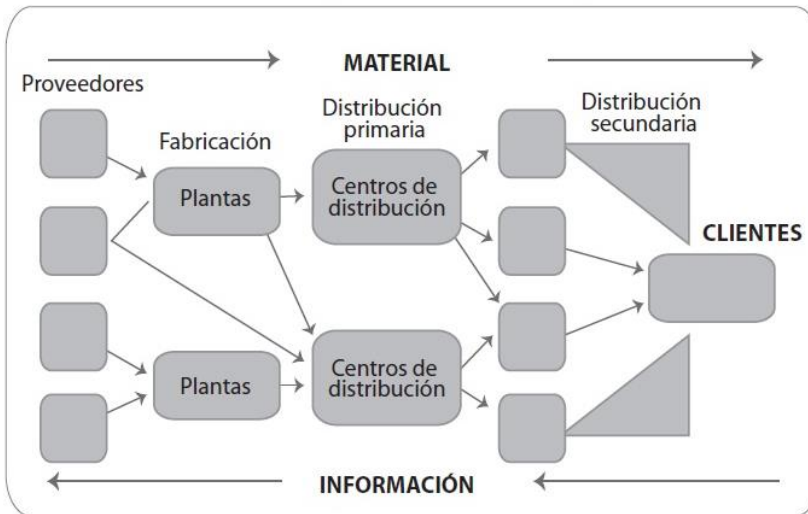 MATERIAL
Proveedores
Distribución
primaria
Distribución
secundaria
Fabricación
Plantas
Centros de
distribución
CLIENTES
Plantas
Centros de
distribución
INFORMACIÓN